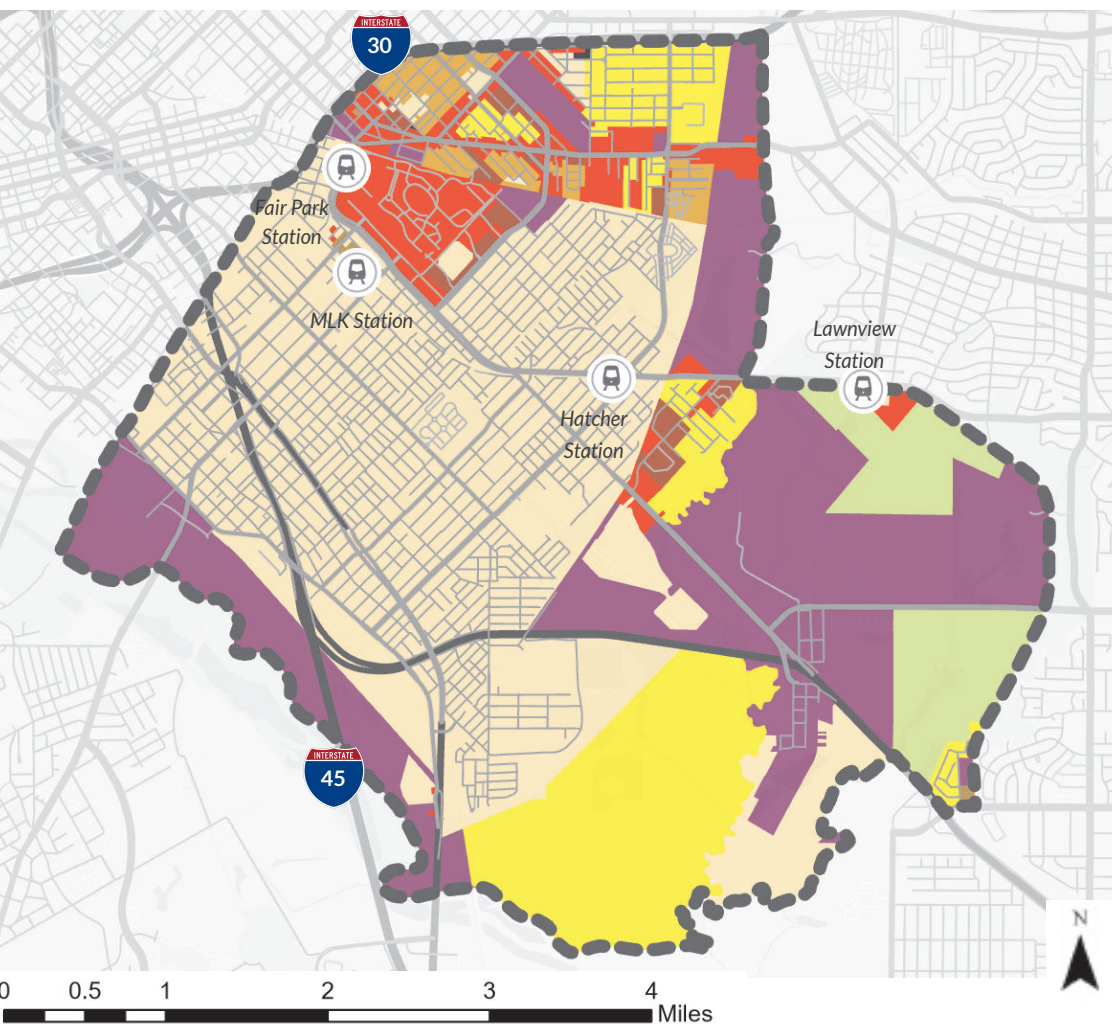 INTERSTATE
30
Fair Park
Station
MLK Station
Lawnview
Station
Hatcher
Station
INTERSTATE
45
N
0 0.5 1 2 3 4
Miles